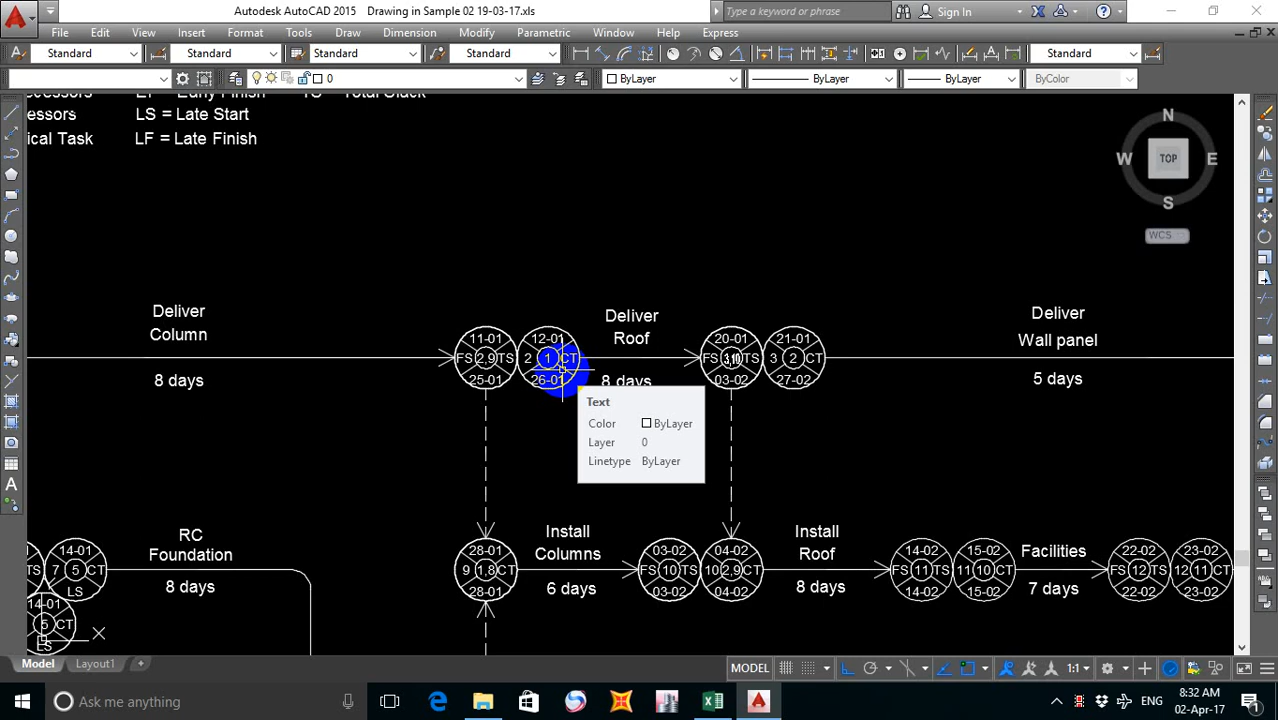 Autodesk AutoCAD 2015 Drawing in Sample 02 19-03-17.xls
Type a keyword or phrase
Sign In
File Edit View Insert Format Tools Draw Dimension Modify Parametric Window Help Express
Standard Standard Standard Standard Standard
0 ByLayer ByLayer ByLayer ByColor
essors LS = Late Start
ical Task LF = Late Finish
N
W TOP E
S
WCS
Deliver
Column
8 days
11-01
FS 2,9 TS
25-01
12-01
2 1 CT
26-01
Deliver
Roof
8 days
20-01
FS 3,10 TS
03-02
21-01
3 2 CT
27-02
Deliver
Wall panel
5 days
Text
Color ByLayer
Layer 0
Linetype ByLayer
TS
14-01
7 5 CT
LS
14-01
5 CT
LS
RC
Foundation
8 days
28-01
9 1,8 CT
28-01
Install
Columns
6 days
03-02
FS 10 TS
03-02
04-02
10 2,9 CT
04-02
Install
Roof
8 days
14-02
FS 11 TS
14-02
15-02
11 10 CT
15-02
Facilities
7 days
22-02
FS 12 TS
22-02
23-02
12 11 CT
23-02
Model Layout1
MODEL 1:1
Ask me anything
ENG
8:32 AM
02-Apr-17